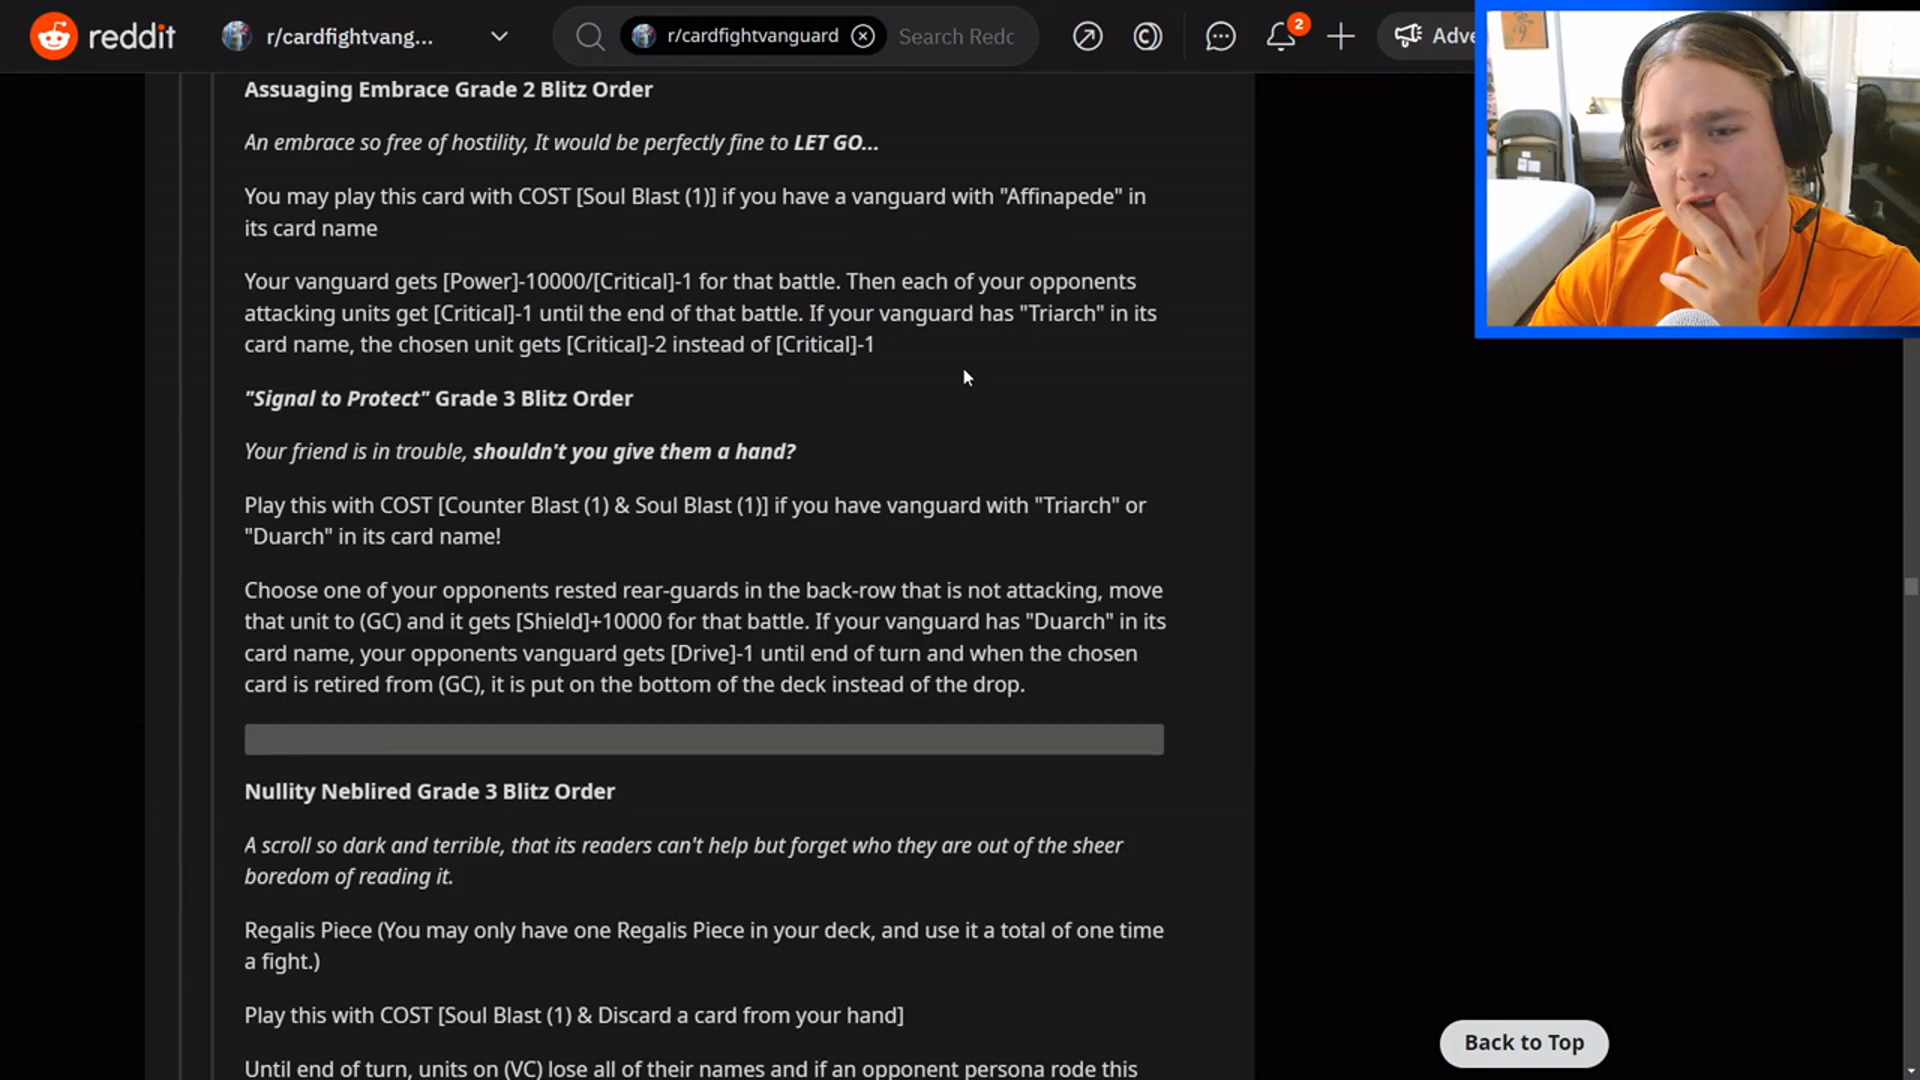 reddit
r/cardfightvang...
r/cardfightvanguard
Search Redc
2
Adve
Assuaging Embrace Grade 2 Blitz Order
An embrace so free of hostility, It would be perfectly fine to LET GO...
You may play this card with COST [Soul Blast (1)] if you have a vanguard with "Affinapede" in
its card name
Your vanguard gets [Power]-10000/[Critical]-1 for that battle. Then each of your opponents
attacking units get [Critical]-1 until the end of that battle. If your vanguard has "Triarch" in its
card name, the chosen unit gets [Critical]-2 instead of [Critical]-1
"Signal to Protect" Grade 3 Blitz Order
Your friend is in trouble, shouldn't you give them a hand?
Play this with COST [Counter Blast (1) & Soul Blast (1)] if you have vanguard with "Triarch" or
"Duarch" in its card name!
Choose one of your opponents rested rear-guards in the back-row that is not attacking, move
that unit to (GC) and it gets [Shield]+10000 for that battle. If your vanguard has "Duarch" in its
card name, your opponents vanguard gets [Drive]-1 until end of turn and when the chosen
card is retired from (GC), it is put on the bottom of the deck instead of the drop.
Nullity Neblired Grade 3 Blitz Order
A scroll so dark and terrible, that its readers can't help but forget who they are out of the sheer
boredom of reading it.
Regalis Piece (You may only have one Regalis Piece in your deck, and use it a total of one time
a fight.)
Play this with COST [Soul Blast (1) & Discard a card from your hand]
Until end of turn, units on (VC) lose all of their names and if an opponent persona rode this
Back to Top